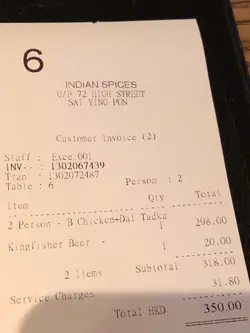 6
INDIAN SPICES
G/F 72 HIGH STREET
SAI YING PUN
Customer Invoice (2)
Staff : Exce 001
INV-- : 1302067439
Tran : 1302072487
Table : 6 Person : 2
Item Qty Total
2 Person - B Chicken+Dal Tadka
1 298.00
Kingfisher Beer -
1 20.00
2 Items Subtotal 318.00
Service Charges 31.80
Total HKD 350.00